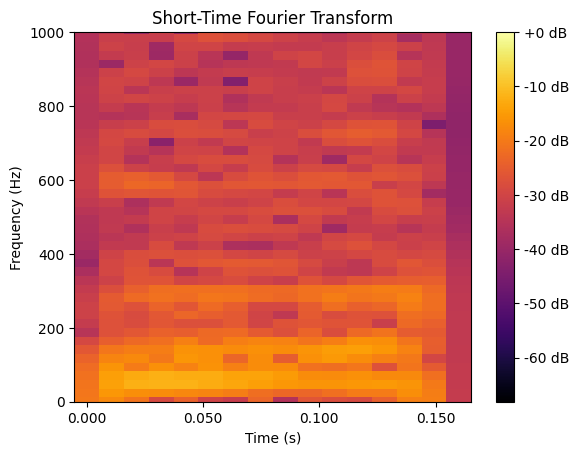 Short-Time Fourier Transform
Frequency (Hz)
1000
800
600
400
200
0
0.000
0.050
0.100
0.150
Time (s)
+0 dB
-10 dB
-20 dB
-30 dB
-40 dB
-50 dB
-60 dB